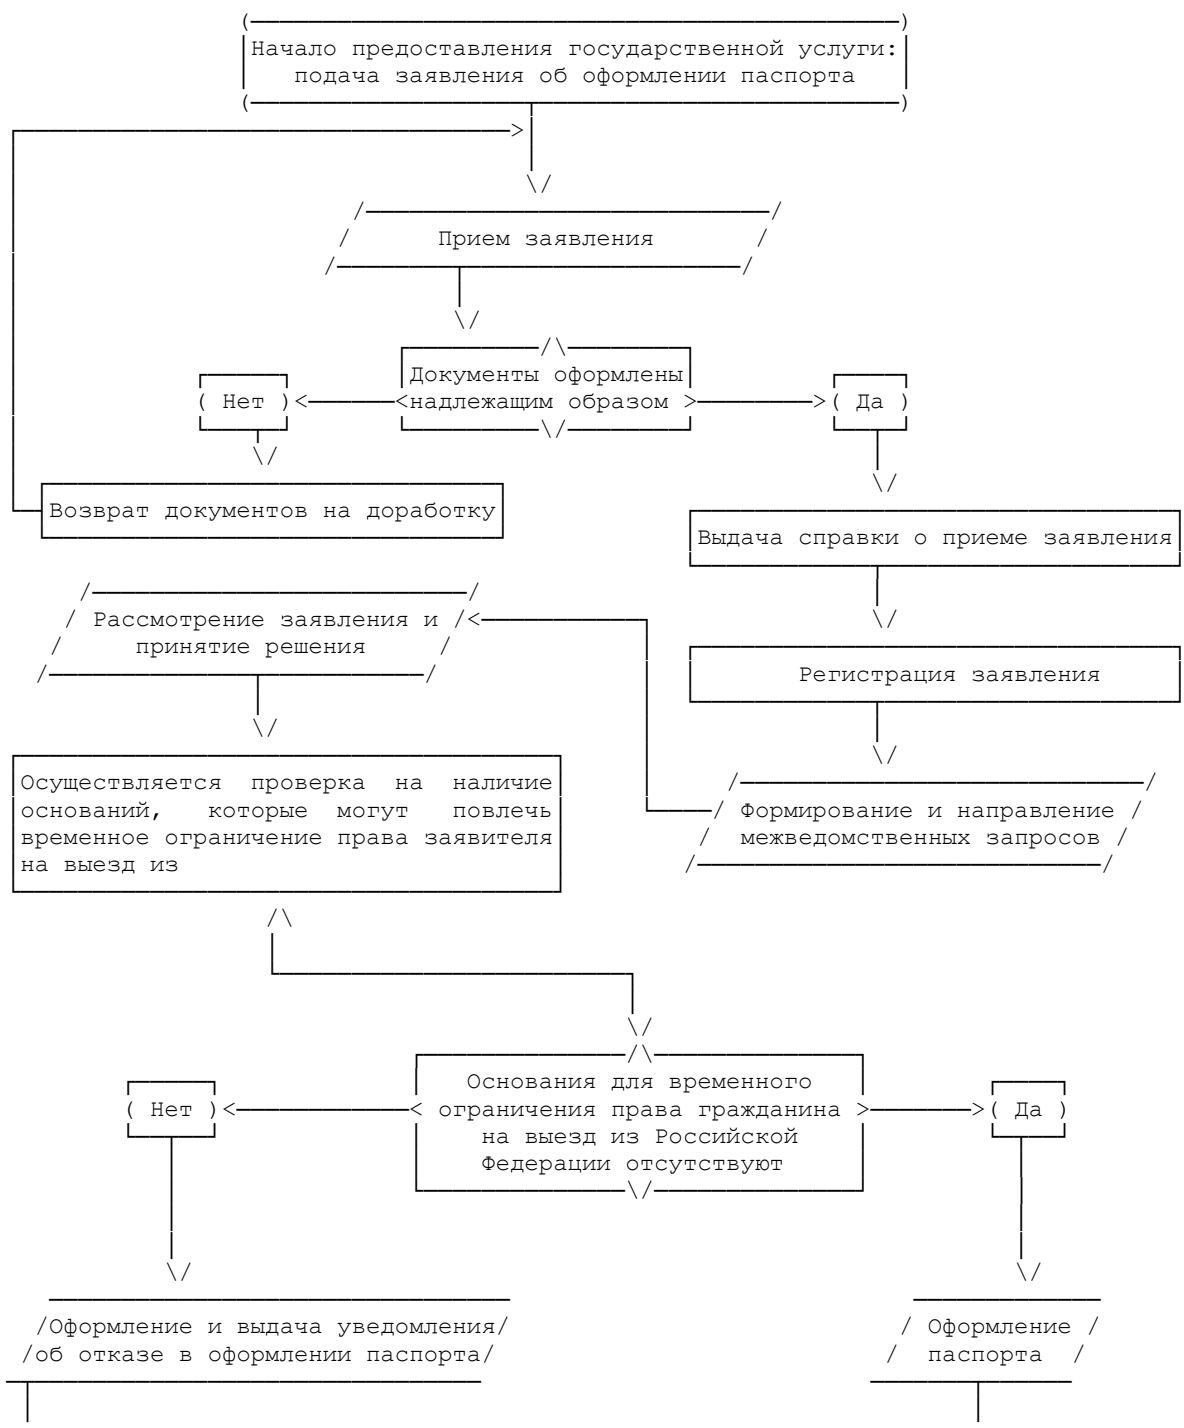 Начало предоставления государственной услуги:
подача заявления об оформлении паспорта
Прием заявления
Документы оформлены
надлежащим образом
Нет
Да
Возврат документов на доработку
Выдача справки о приеме заявления
Рассмотрение заявления и
принятие решения
Регистрация заявления
Осуществляется проверка на наличие
оснований, которые могут повлечь
временное ограничение права заявителя
на выезд из
Формирование и направление
межведомственных запросов
Основания для временного
ограничения права гражданина
на выезд из Российской
Федерации отсутствуют
Нет
Да
Оформление и выдача уведомления
об отказе в оформлении паспорта
Оформление
паспорта